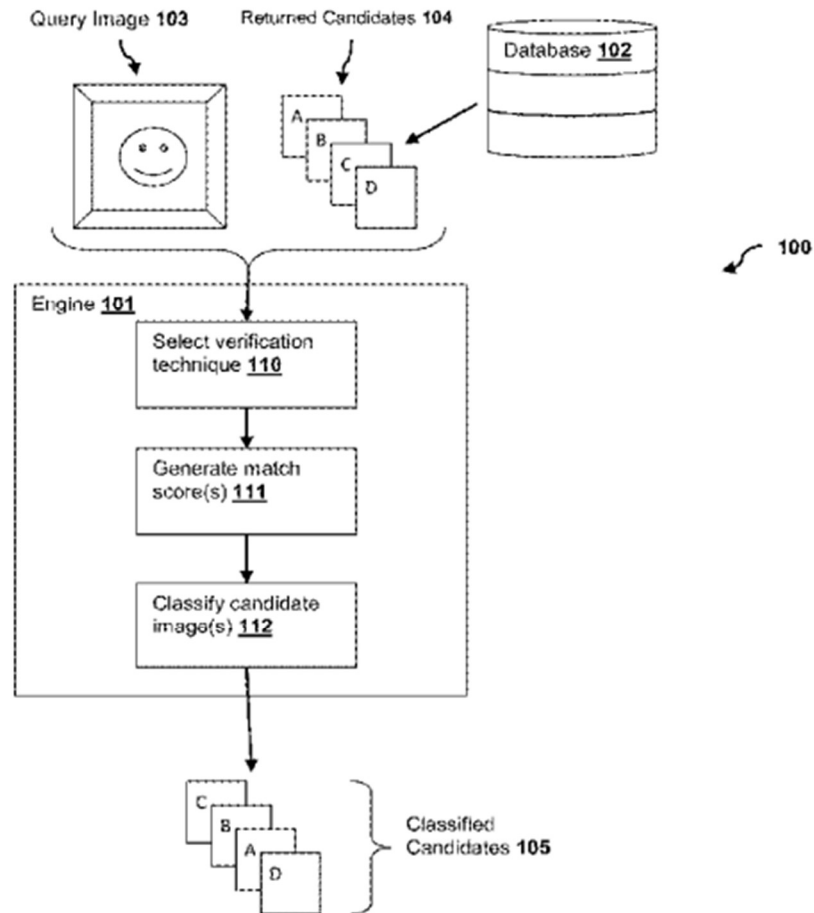 Query Image 103
Returned Candidates 104
Database 102
A
B
C
D
100
Engine 101
Select verification
technique 110
Generate match
score(s) 111
Classify candidate
image(s) 112
C
B
A
D
Classified
Candidates 105